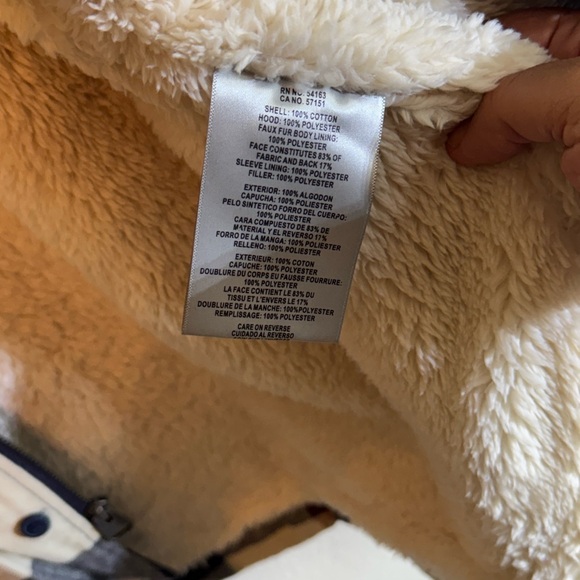 RN NO. 54163
CA NO. 57151
SHELL: 100% COTTON
HOOD: 100% POLYESTER
FAUX FUR BODY LINING:
100% POLYESTER
FACE CONSTITUTES 83% OF
FABRIC AND BACK 17%
SLEEVE LINING: 100% POLYESTER
FILLER: 100% POLYESTER
EXTERIOR: 100% ALGODON
CAPUCHA: 100% POLIESTER
PELO SINTETICO FORRO DEL CUERPO:
100% POLIESTER
CARA COMPUESTO DE 83% DE
MATERIAL Y EL REVERSO 17%
FORRO DE LA MANGA: 100% POLIESTER
RELLENO: 100% POLIESTER
EXTERIEUR: 100% COTON
CAPUCHE: 100% POLYESTER
DOUBLURE DU CORPS EU FAUSSE FOURRURE:
100% POLYESTER
LA FACE CONTIENT LE 83% DU
TISSU ET L'ENVERS LE 17%
DOUBLURE DE LA MANCHE: 100%POLYESTER
REMPLISSAGE: 100% POLYESTER
CARE ON REVERSE
CUIDADO AL REVERSO